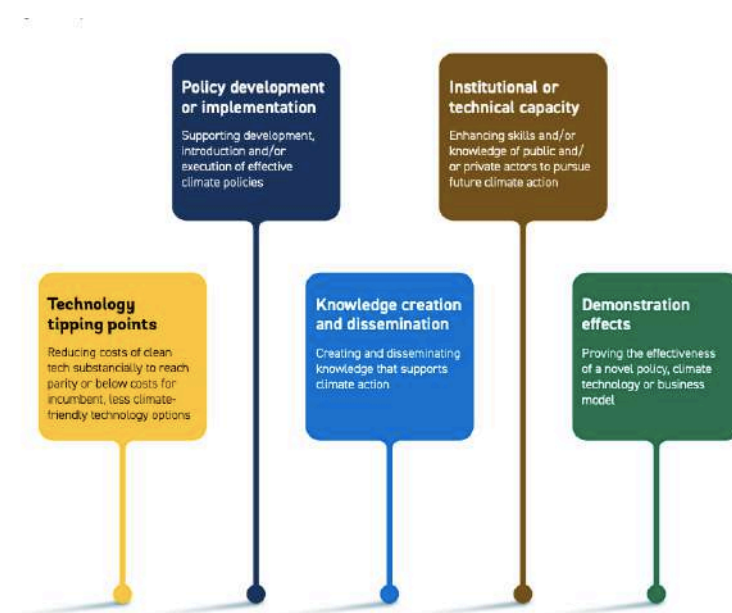 Policy development
or implementation
Supporting development,
introduction and/or
execution of effective
climate policies
Institutional or
technical capacity
Enhancing skills and/or
knowledge of public and/
or private actors to pursue
future climate action
Technology
tipping points
Reducing costs of clean
tech substantially to reach
parity or below costs for
incumbent, less climate-
friendly technology options
Knowledge creation
and dissemination
Creating and disseminating
knowledge that supports
climate action
Demonstration
effects
Proving the effectiveness
of a novel policy, climate
technology or business
model